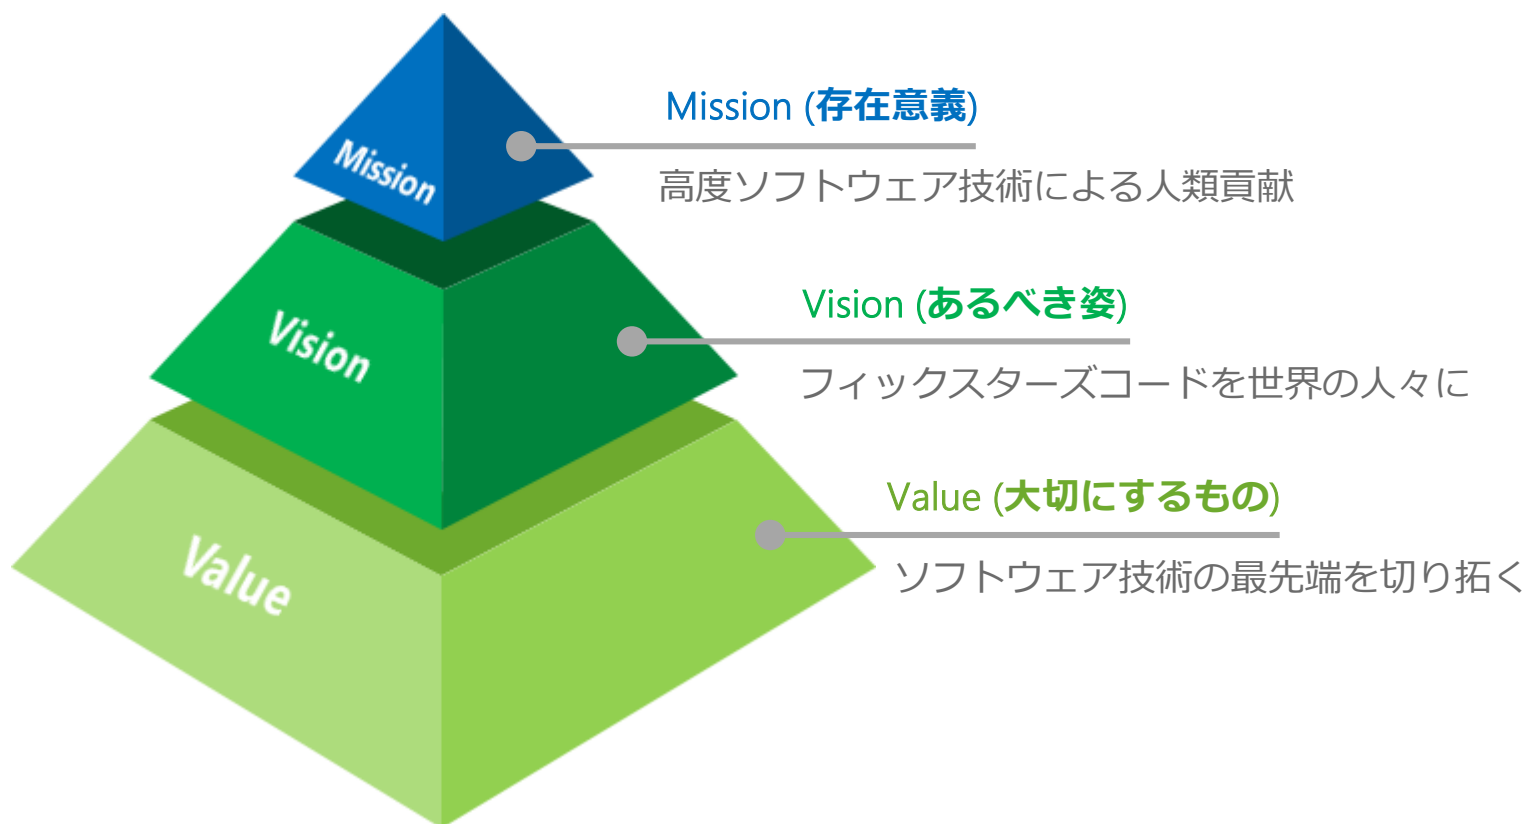 Mission (存在意義)
Mission
高度ソフトウェア技術による人類貢献
Vision (あるべき姿)
Vision
フィックスターズコードを世界の人々に
Value (大切にするもの)
Value
ソフトウェア技術の最先端を切り拓く